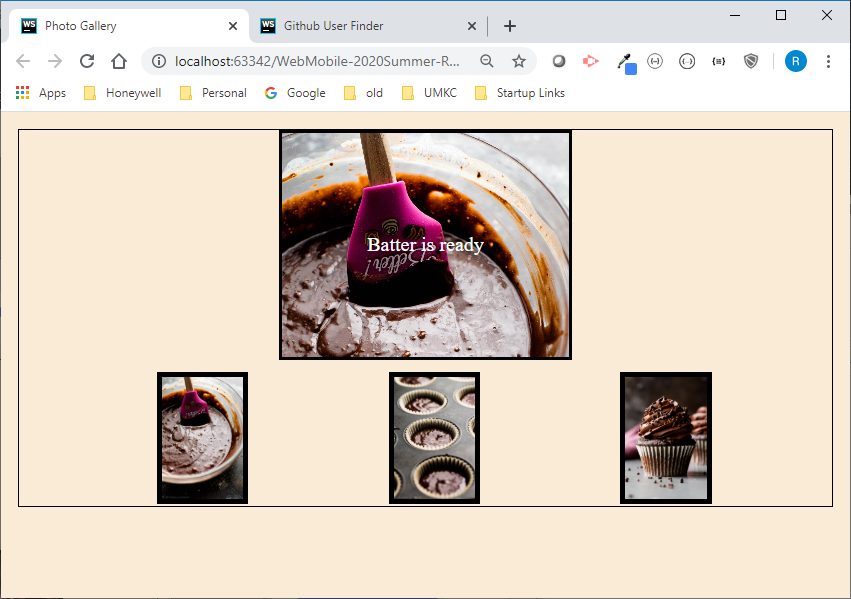 WS Photo Gallery
WS Github User Finder
localhost:63342/WebMobile-2020Summer-R...
R
Apps Honeywell Personal Google old UMKC Startup Links
Batter is ready
Better!